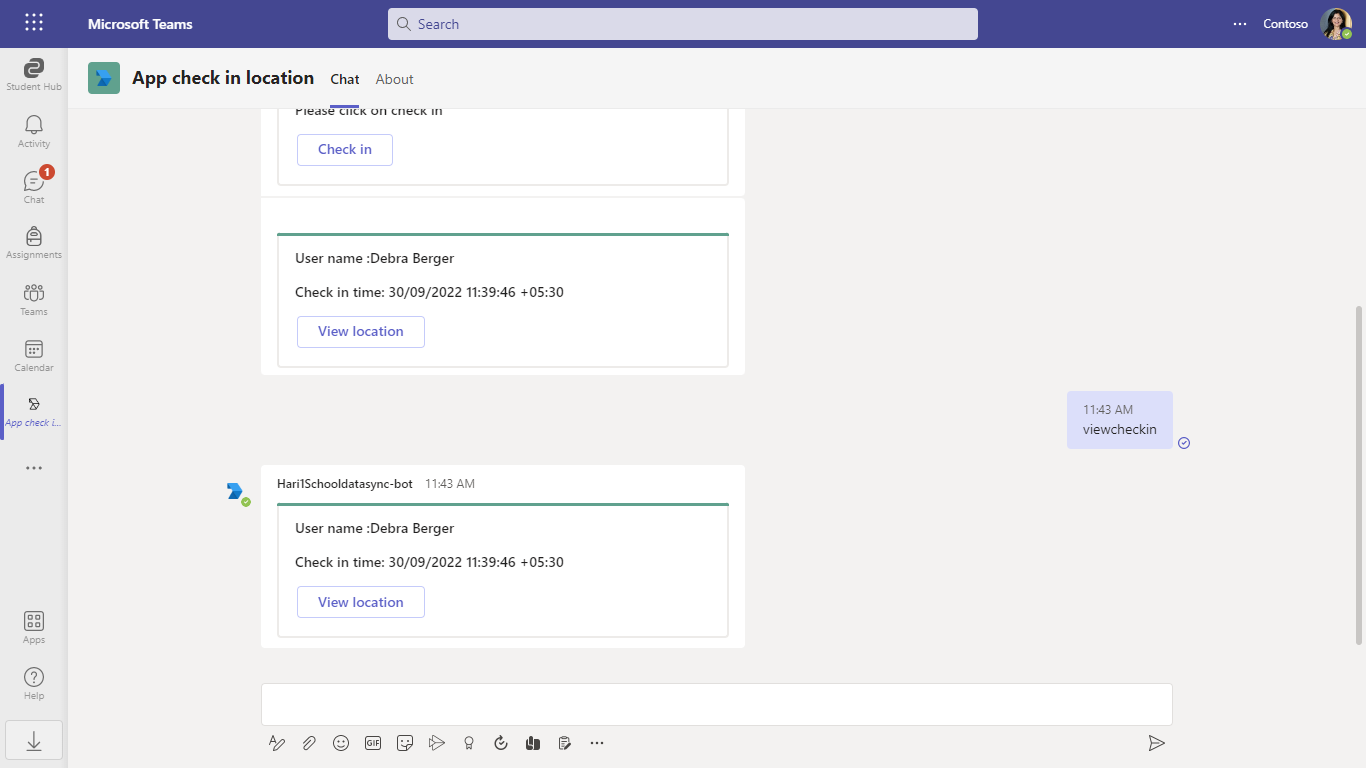 Microsoft Teams
Search
Contoso
Student Hub
Activity
1
Chat
Assignments
Teams
Calendar
App check i...
Apps
Help
App check in location
Chat
About
Please click on check in
Check in
User name :Debra Berger
Check in time: 30/09/2022 11:39:46 +05:30
View location
11:43 AM
viewcheckin
Hari1Schooldatasync-bot 11:43 AM
User name :Debra Berger
Check in time: 30/09/2022 11:39:46 +05:30
View location
GIF